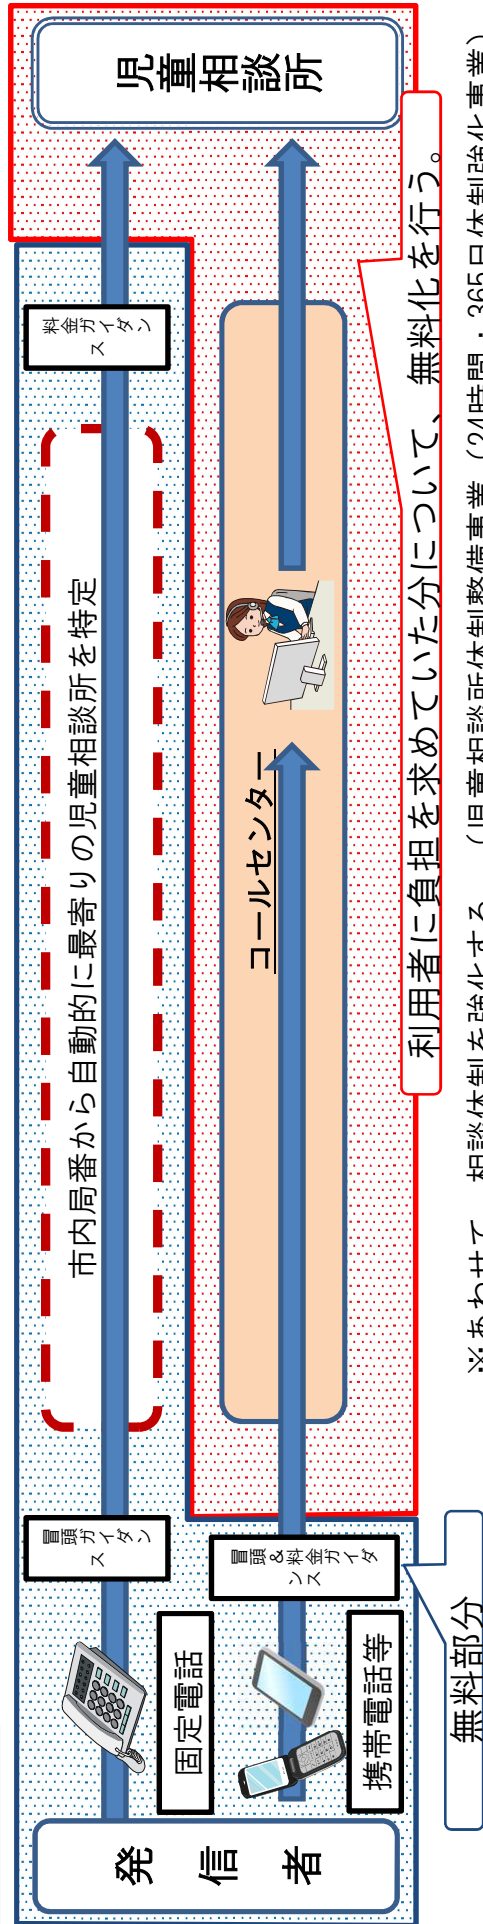 発信者
固定電話
携帯電話等
冒頭ガイダン
ス
冒頭＆料金ガイダ
ンス
無料部分
市内局番から自動的に最寄りの児童相談所を特定
コールセンター
料金ガイダン
ス
児童相談所
利用者に負担を求めていた分について、無料化を行う。
※あわせて、相談体制を強化する。（児童相談所体制整備事業（24時間・365日体制強化事業）